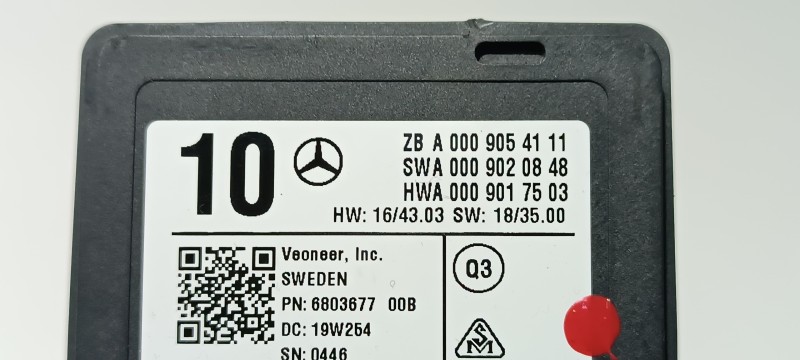 10
ZB A 000 905 41 11
SWA 000 902 08 48
HWA 000 901 75 03
HW: 16/43.03 SW: 18/35.00
Veoneer, Inc.
SWEDEN
PN: 6803677 00B
DC: 19W254
SN: 0446
Q3
S
M